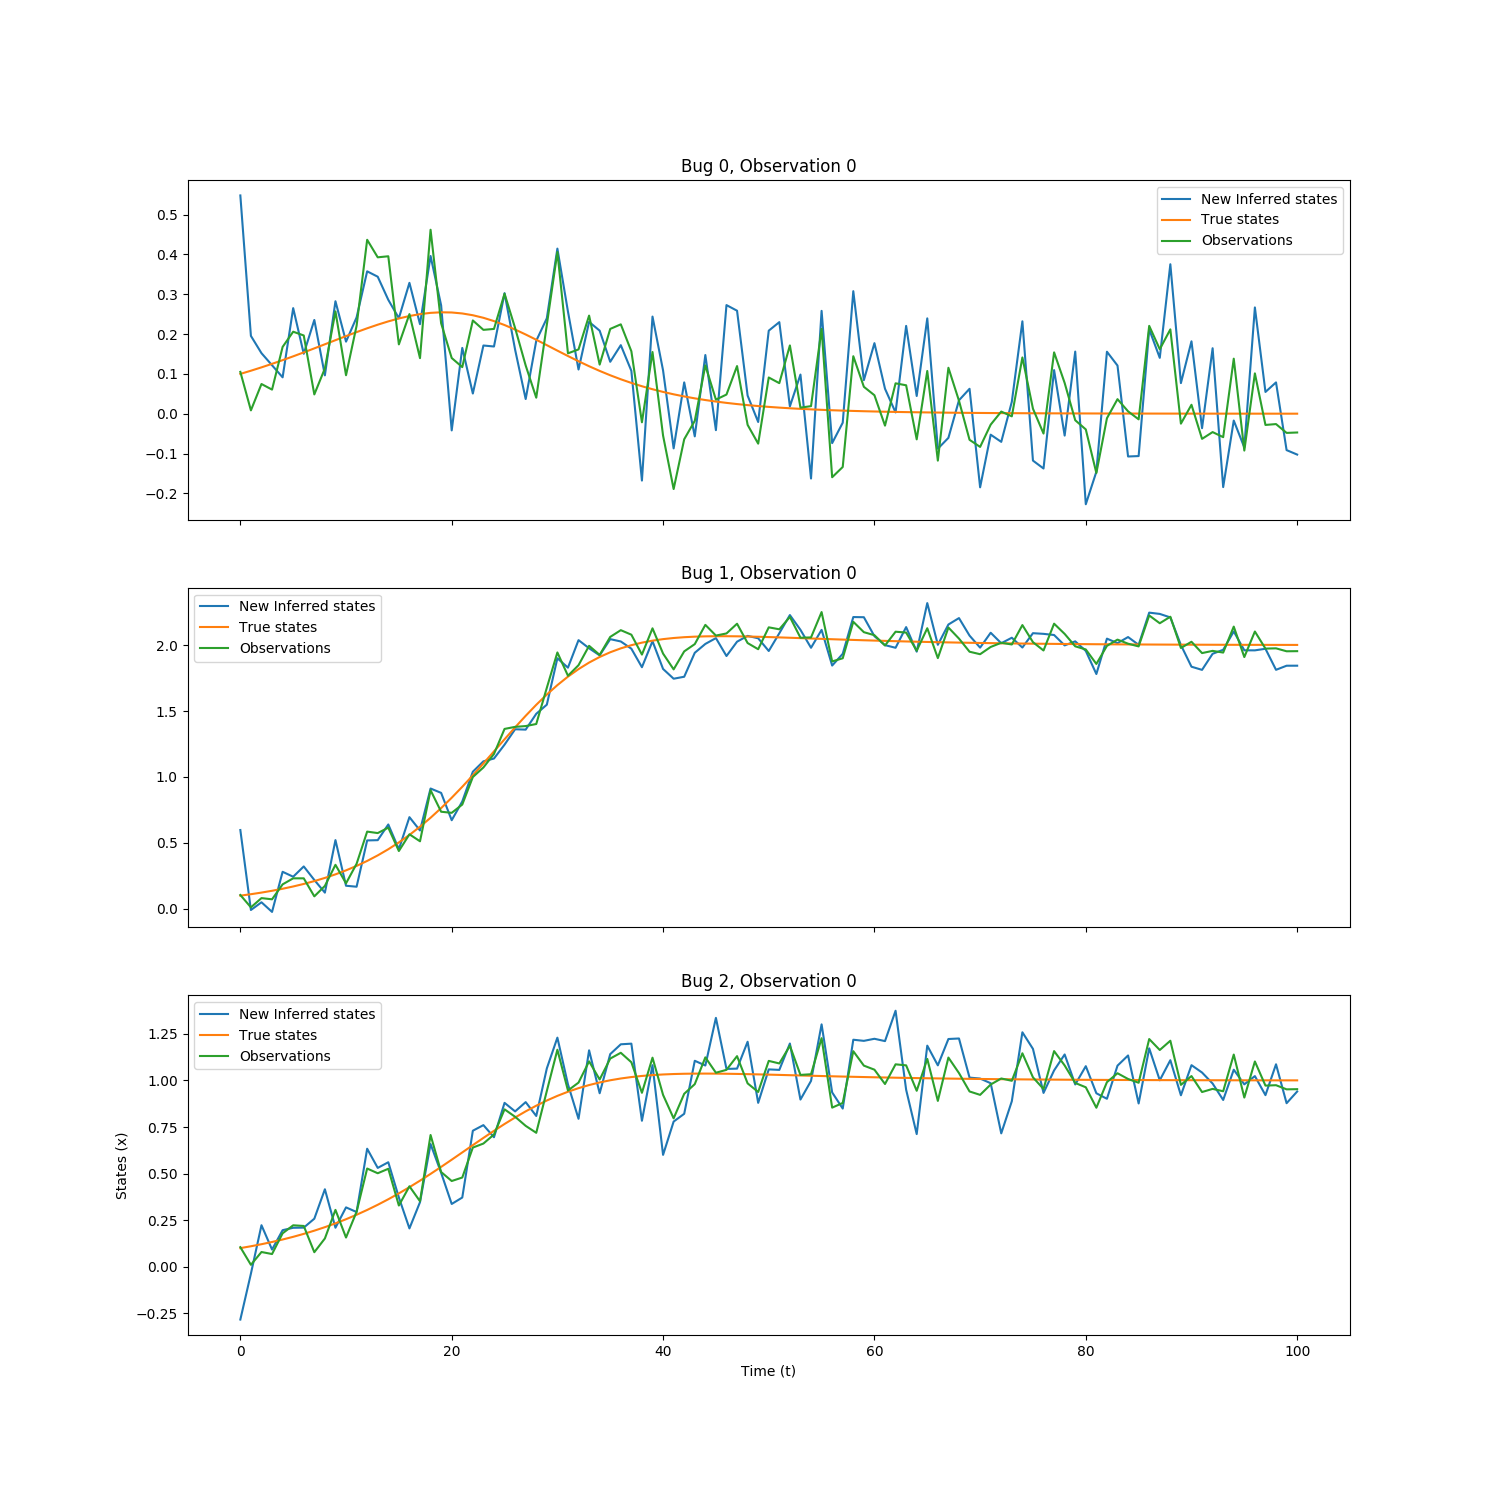 Bug 0, Observation 0
New Inferred states
True states
Observations
0.5
0.4
0.3
0.2
0.1
0.0
−0.1
−0.2
Bug 1, Observation 0
New Inferred states
True states
Observations
2.0
1.5
1.0
0.5
0.0
Bug 2, Observation 0
New Inferred states
True states
Observations
1.25
1.00
0.75
0.50
0.25
0.00
−0.25
States (x)
0 20 40 60 80 100
Time (t)